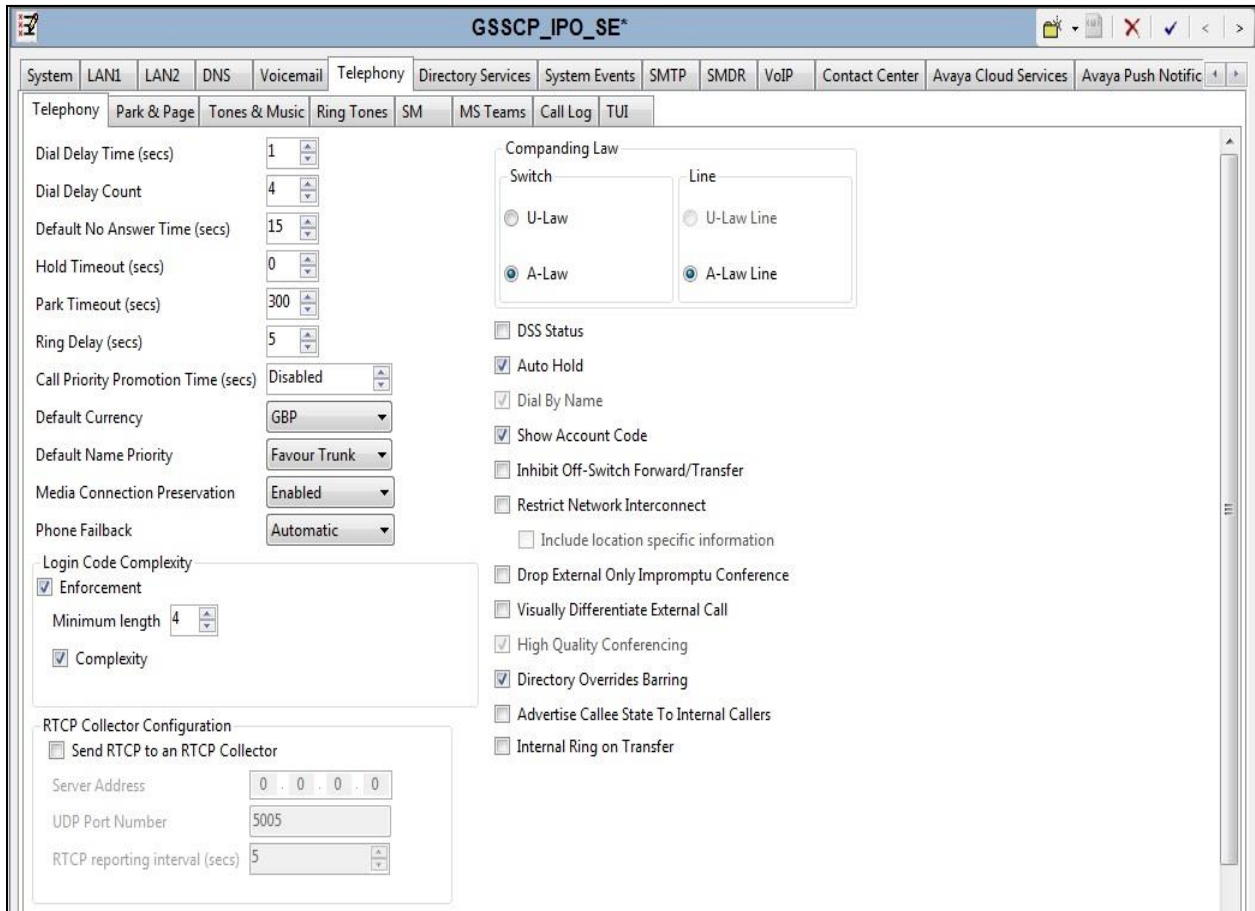 GSSCP_IPO_SE*
System LAN1 LAN2 DNS Voicemail Telephony Directory Services System Events SMTP SMDR VoIP Contact Center Avaya Cloud Services Avaya Push Notific
Telephony Park & Page Tones & Music Ring Tones SM MS Teams Call Log TUI
Dial Delay Time (secs) 1
Dial Delay Count 4
Default No Answer Time (secs) 15
Hold Timeout (secs) 0
Park Timeout (secs) 300
Ring Delay (secs) 5
Call Priority Promotion Time (secs) Disabled
Default Currency GBP
Default Name Priority Favour Trunk
Media Connection Preservation Enabled
Phone Failback Automatic
Login Code Complexity
Enforcement
Minimum length 4
Complexity
RTCP Collector Configuration
Send RTCP to an RTCP Collector
Server Address 0 . 0 . 0 . 0
UDP Port Number 5005
RTCP reporting interval (secs) 5
Companding Law
Switch Line
U-Law U-Law Line
A-Law A-Law Line
DSS Status
Auto Hold
Dial By Name
Show Account Code
Inhibit Off-Switch Forward/Transfer
Restrict Network Interconnect
Include location specific information
Drop External Only Impromptu Conference
Visually Differentiate External Call
High Quality Conferencing
Directory Overrides Barring
Advertise Callee State To Internal Callers
Internal Ring on Transfer